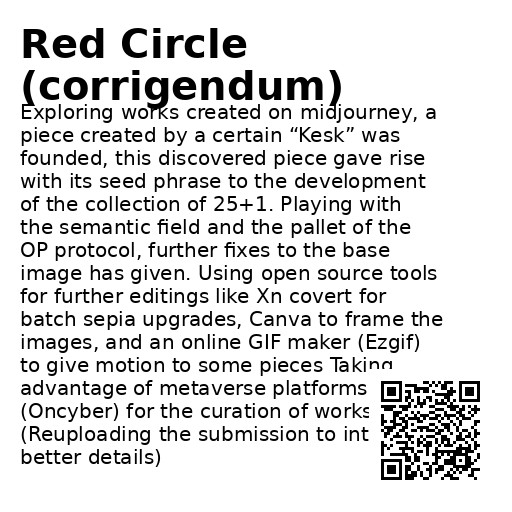 Red Circle
(corrigendum)
Exploring works created on midjourney, a
piece created by a certain “Kesk” was
founded, this discovered piece gave rise
with its seed phrase to the development
of the collection of 25+1. Playing with
the semantic field and the pallet of the
OP protocol, further fixes to the base
image has given. Using open source tools
for further editings like Xn covert for
batch sepia upgrades, Canva to frame the
images, and an online GIF maker (Ezgif)
to give motion to some pieces Taking
advantage of metaverse platforms
(Oncyber) for the curation of works
(Reuploading the submission to int
better details)